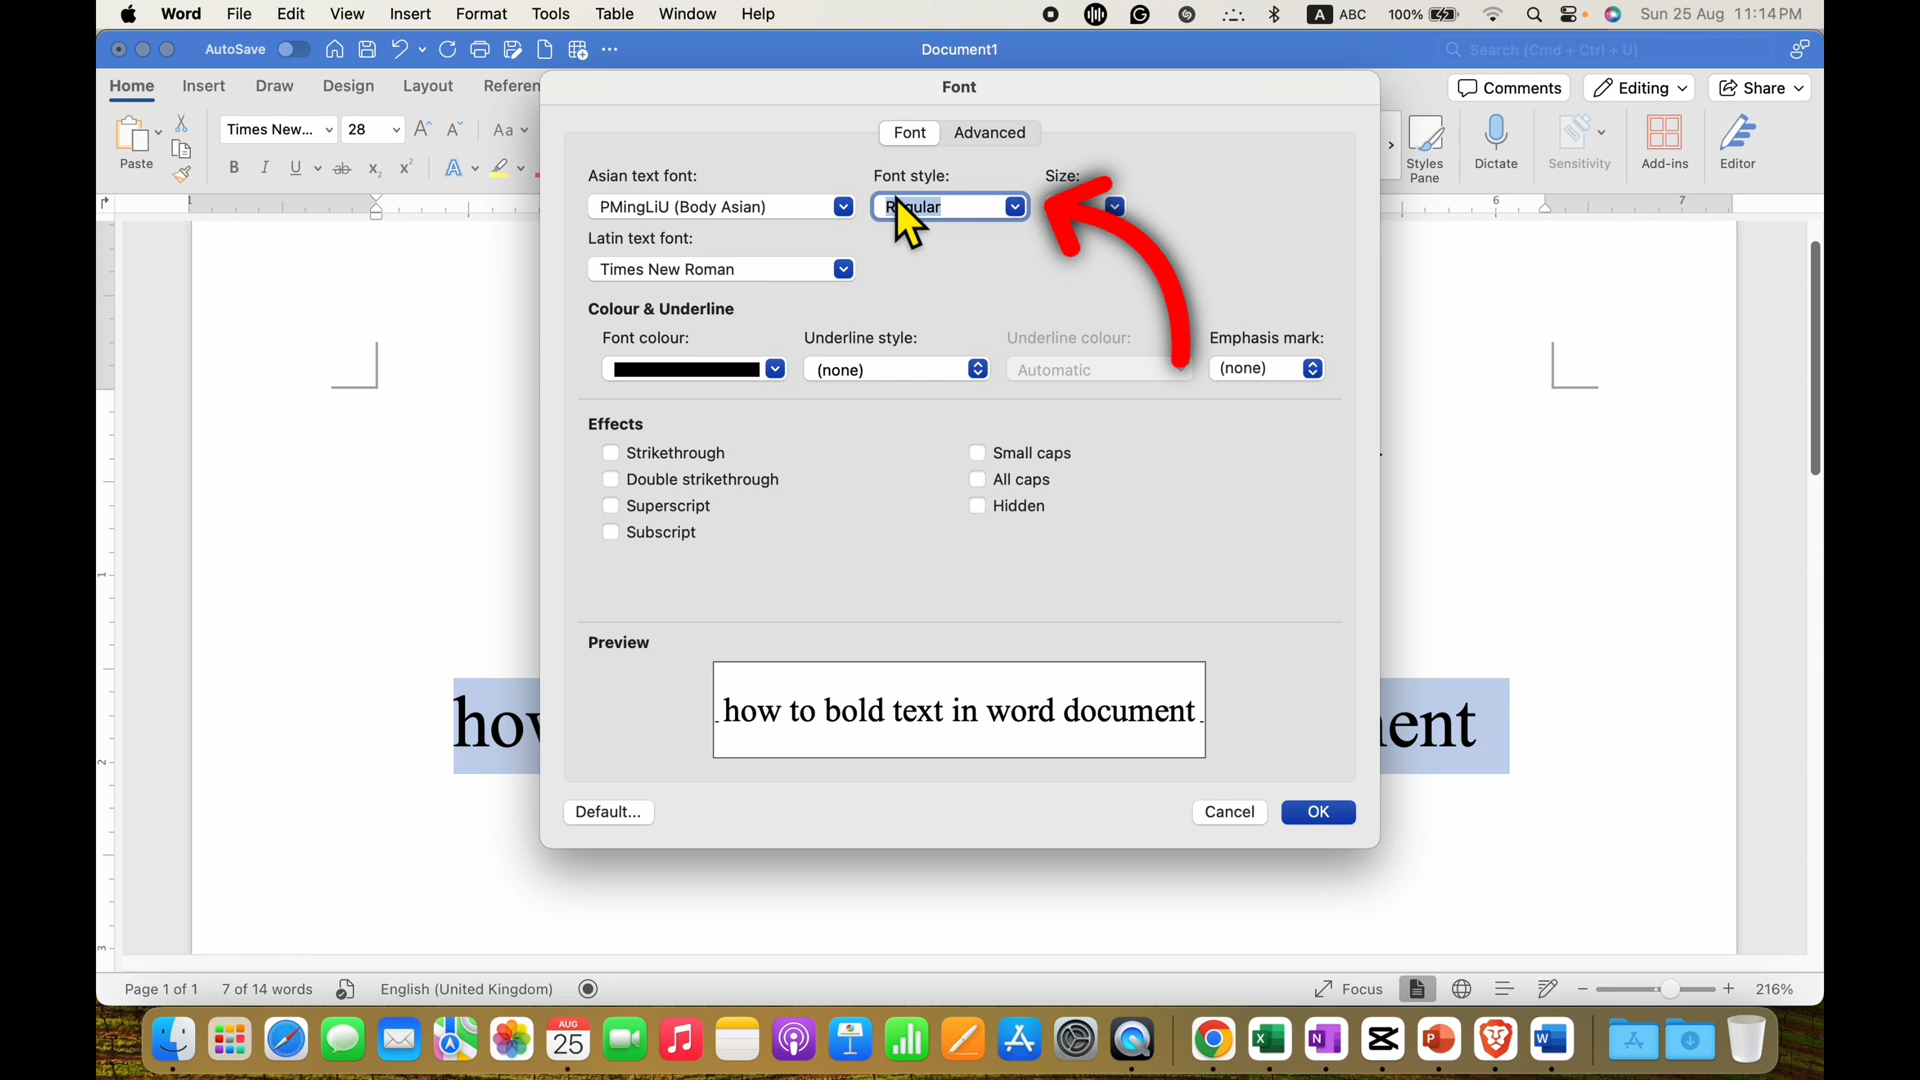 Word File Edit View Insert Format Tools Table Window Help A ABC 100% Sun 25 Aug 11:14PM
AutoSave Document1 Search (Cmd + Ctrl + U)
Home Insert Draw Design Layout Comments Editing Share
Font
Font Advanced
Times New... 28 Aa
Paste B I U ab Styles Pane Dictate Sensitivity Add-ins Editor
Asian text font: Font style: Size:
PMingLiU (Body Asian)
Latin text font:
Times New Roman
Colour & Underline
Font colour: Underline style: Underline colour: Emphasis mark:
(none) Automatic (none)
Effects
Strikethrough Small caps
Double strikethrough All caps
Superscript Hidden
Subscript
Preview
how to bold text in word document
Default... Cancel OK
Page 1 of 1 7 of 14 words English (United Kingdom) Focus 216%
AUG
25